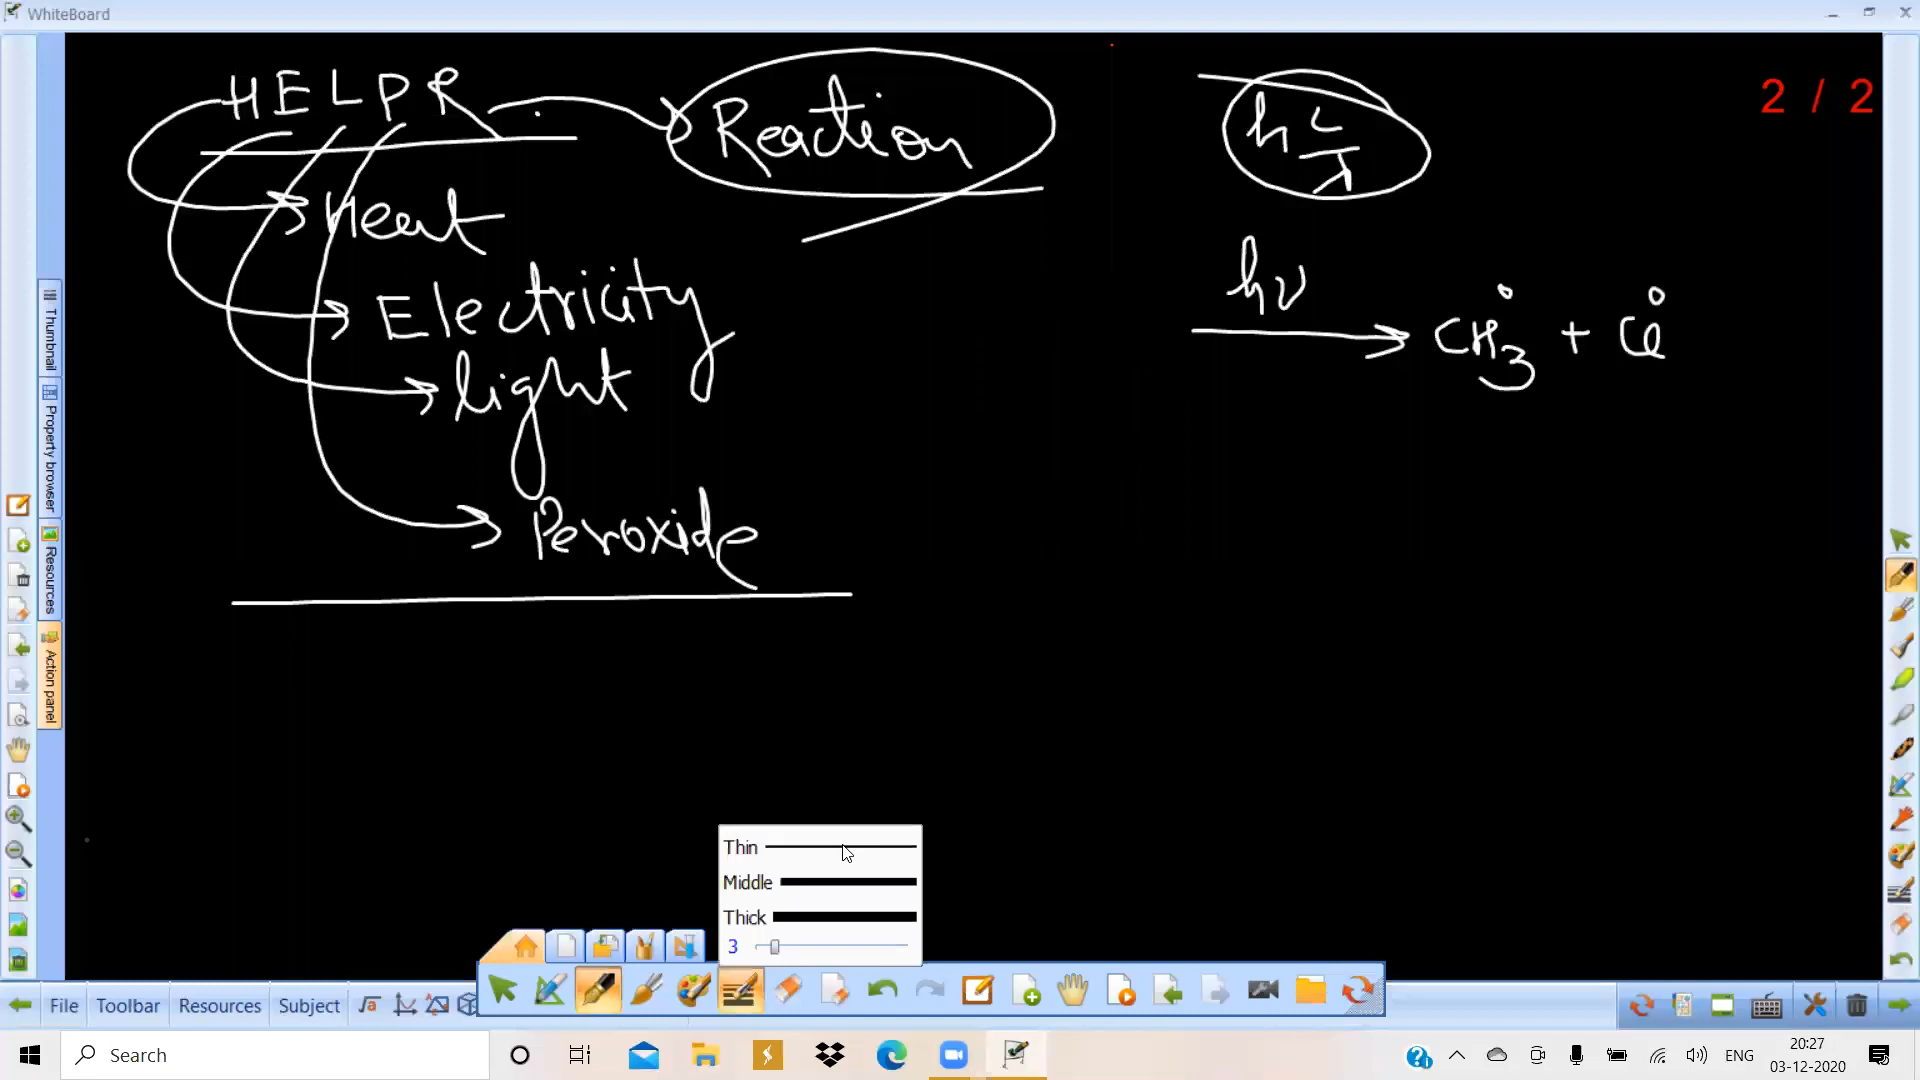 WhiteBoard
HELPR
Reaction
h c/λ
2 / 2
Heat
Electricity
light
Peroxide
hν
CH3 + Cl
Thumbnail
Property browser
Resources
Action panel
Thin
Middle
Thick
3
File
Toolbar
Resources
Subject
Search
ENG
20:27
03-12-2020